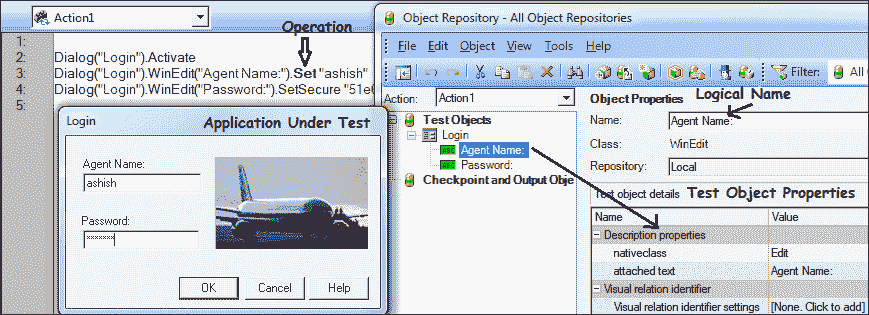 Action1
Operation
1:
2: Dialog("Login").Activate
3: Dialog("Login").WinEdit("Agent Name:").Set "ashish"
4: Dialog("Login").WinEdit("Password:").SetSecure "51e
5:
Login
Application Under Test
Agent Name:
ashish
Password:
********
OK Cancel Help
Object Repository - All Object Repositories
File Edit Object View Tools Help
Filter: All O
Action: Action1
Test Objects
Login
Agent Name:
Password:
Checkpoint and Output Obje
Object Properties
Logical Name
Name: Agent Name:
Class: WinEdit
Repository: Local
Test object details
Test Object Properties
Name Value
Description properties
nativeclass Edit
attached text Agent Name:
Visual relation identifier
Visual relation identifier settings [None. Click to add]